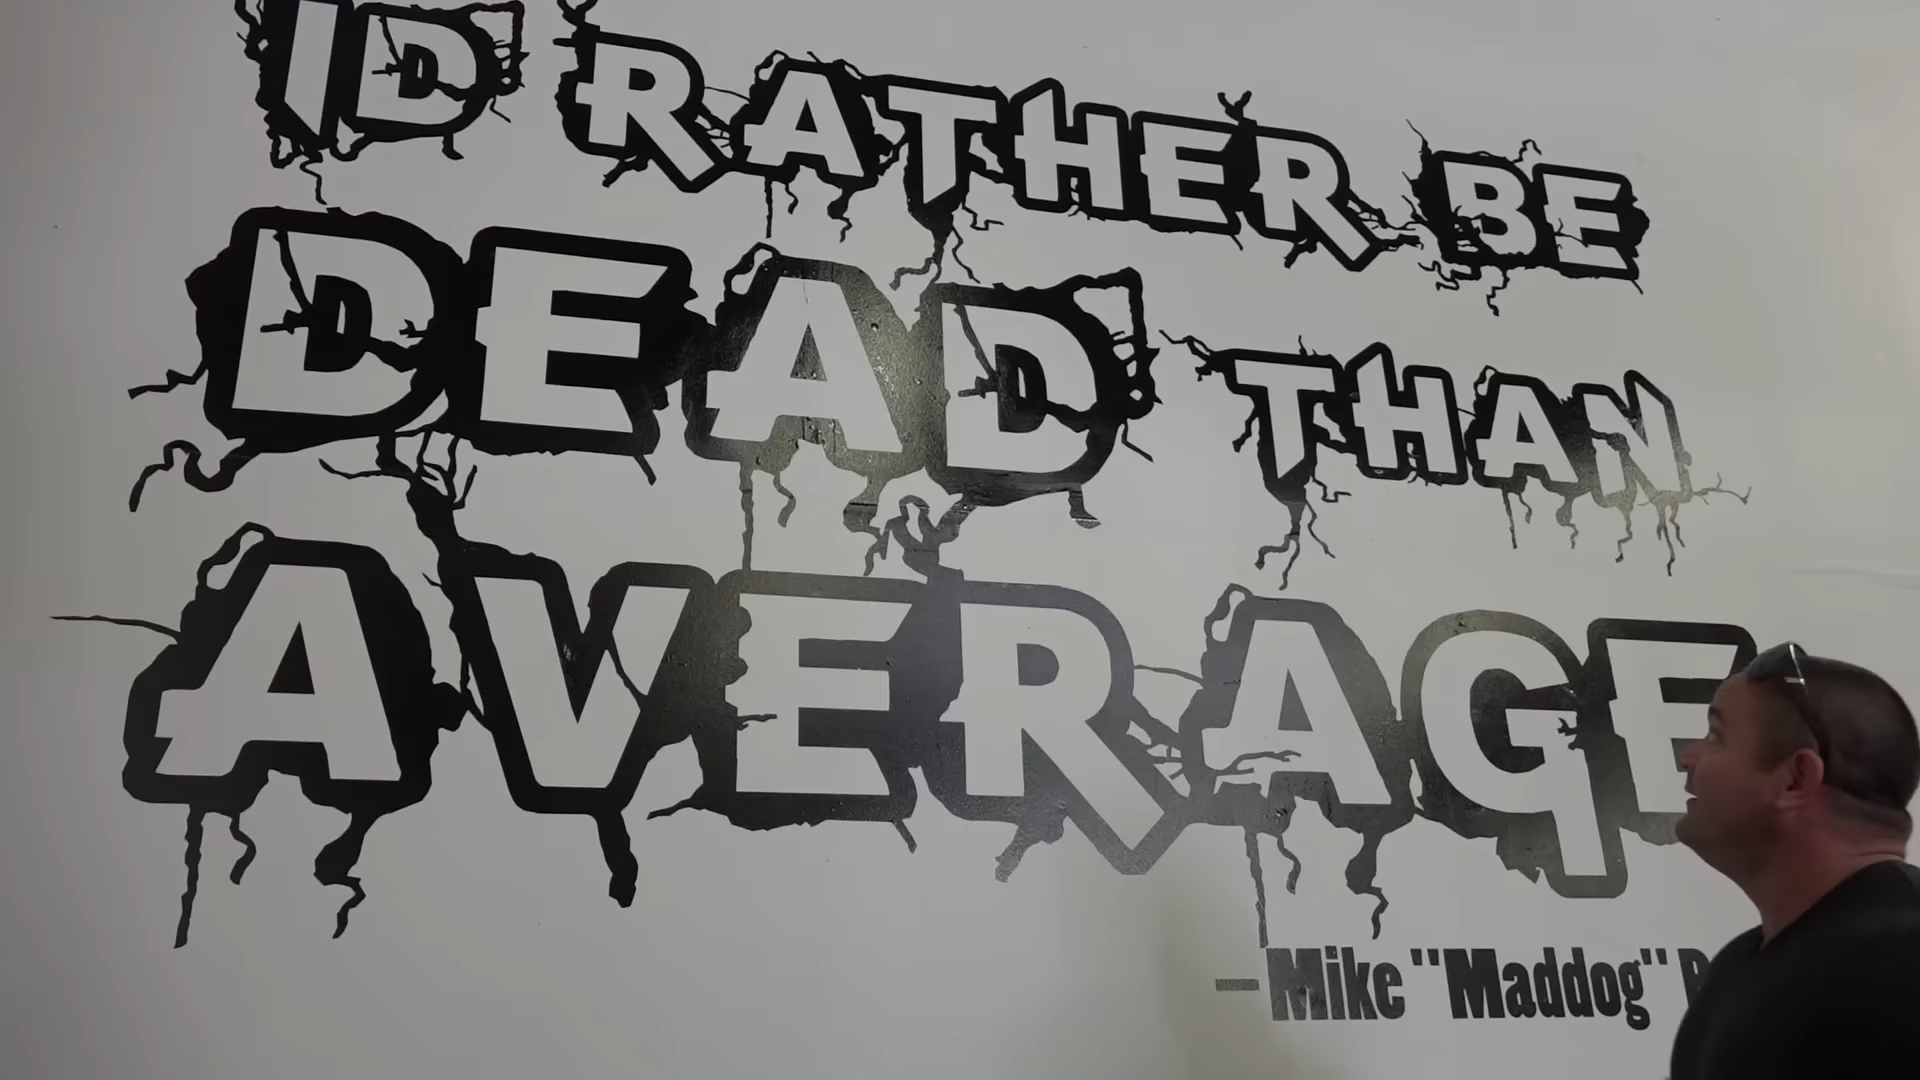 ID RATHER BE
DEAD THAN
AVERAGE
– Mike "Maddog"